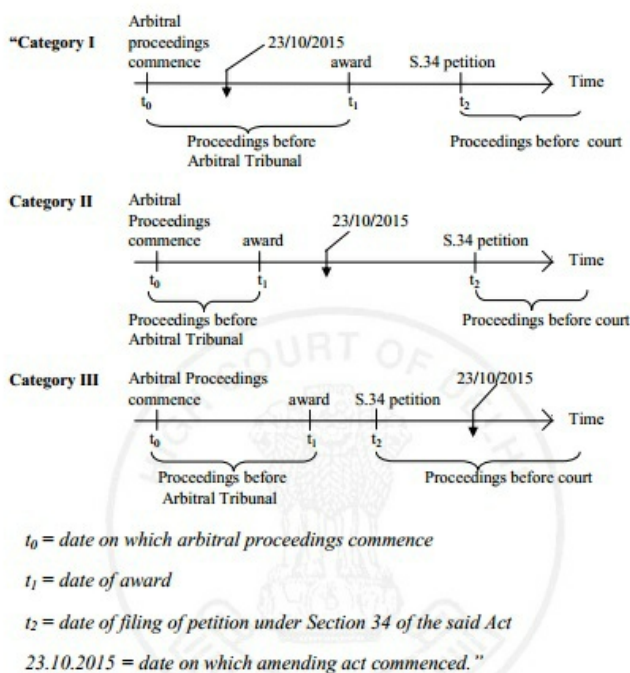 Arbitral
“Category I proceedings 23/10/2015
commence award S.34 petition
Time
t0 t1 t2
Proceedings before Proceedings before court
Arbitral Tribunal
Category II Arbitral
Proceedings 23/10/2015
commence award S.34 petition
Time
t0 t1 t2
Proceedings before Proceedings before court
Arbitral Tribunal
Category III Arbitral Proceedings 23/10/2015
commence award S.34 petition
Time
t0 t1 t2
Proceedings before Proceedings before court
Arbitral Tribunal
HIGH COURT OF DELHI
t0 = date on which arbitral proceedings commence
t1 = date of award
t2 = date of filing of petition under Section 34 of the said Act
23.10.2015 = date on which amending act commenced.”